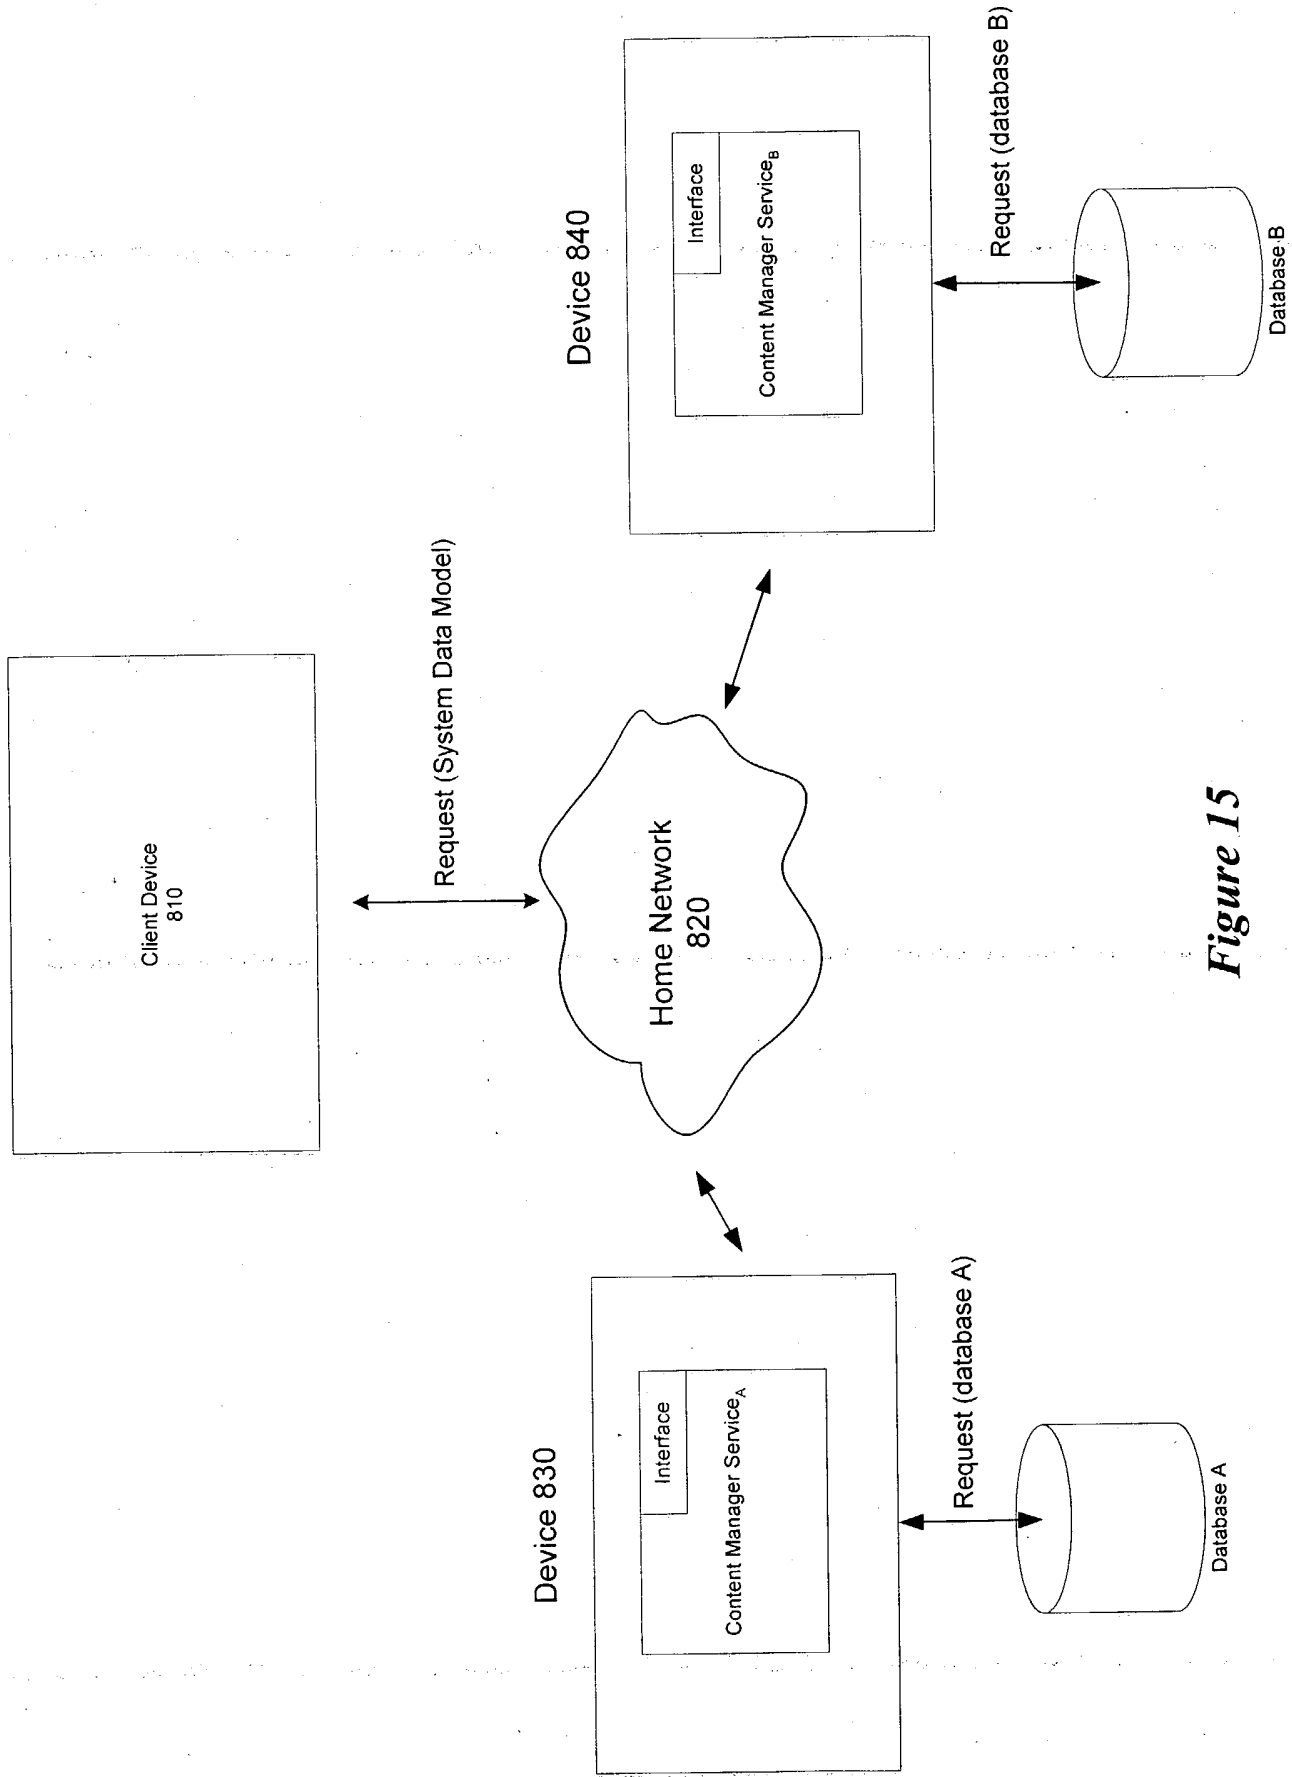 Client Device
810
Request (System Data Model)
Home Network
820
Device 830
Interface
Content Manager ServiceA
Request (database A)
Database A
Device 840
Interface
Content Manager ServiceB
Request (database B)
Database B
Figure 15